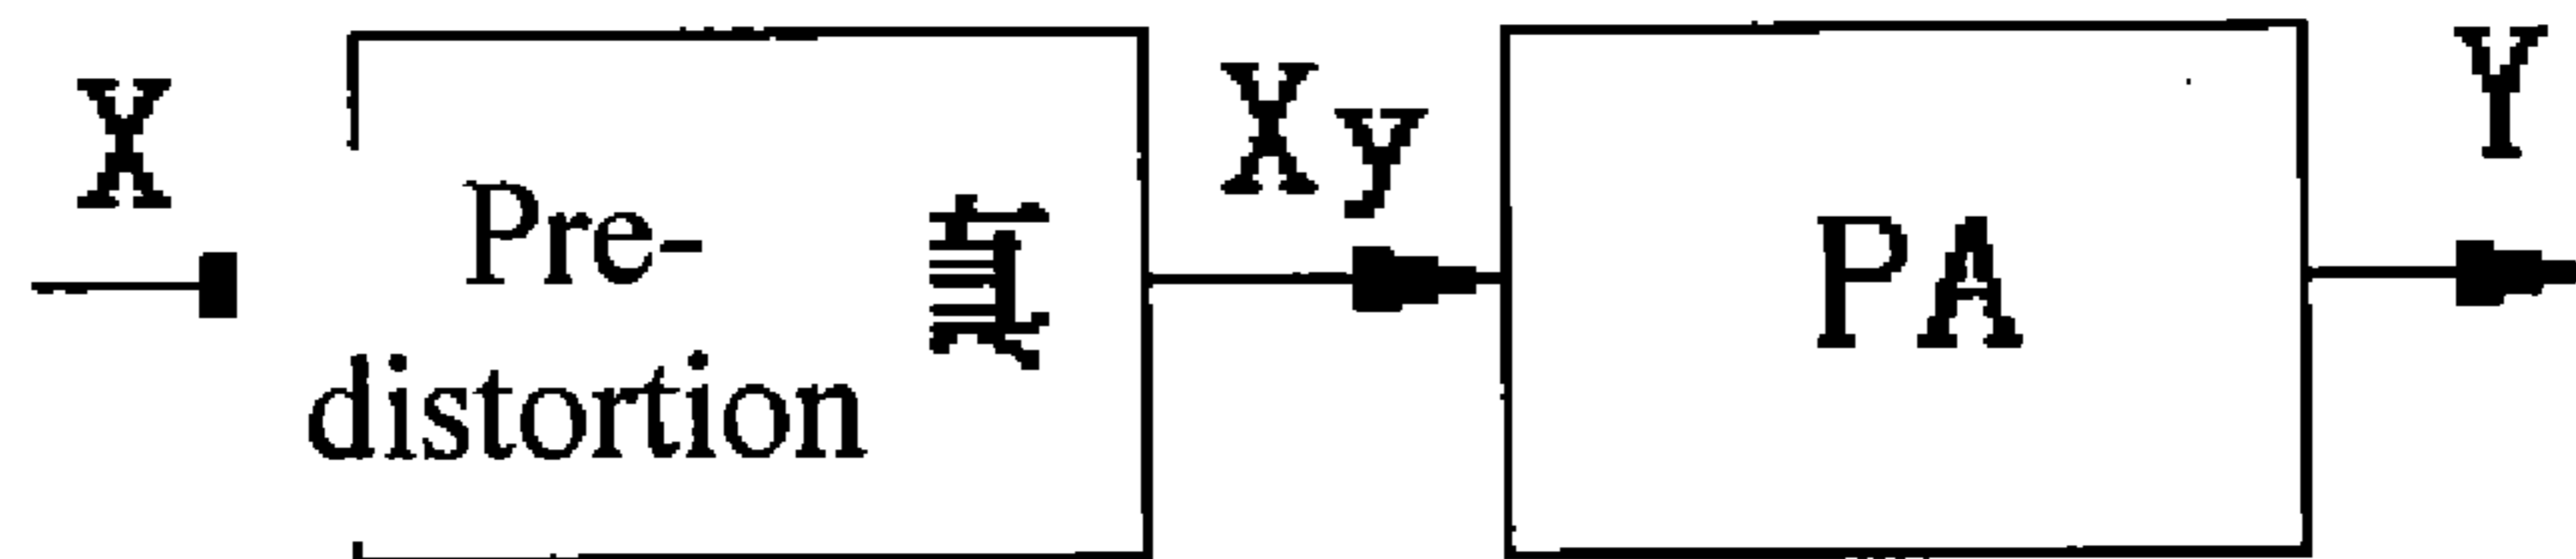 X
Pre-
distortion
Xy
PA
Y